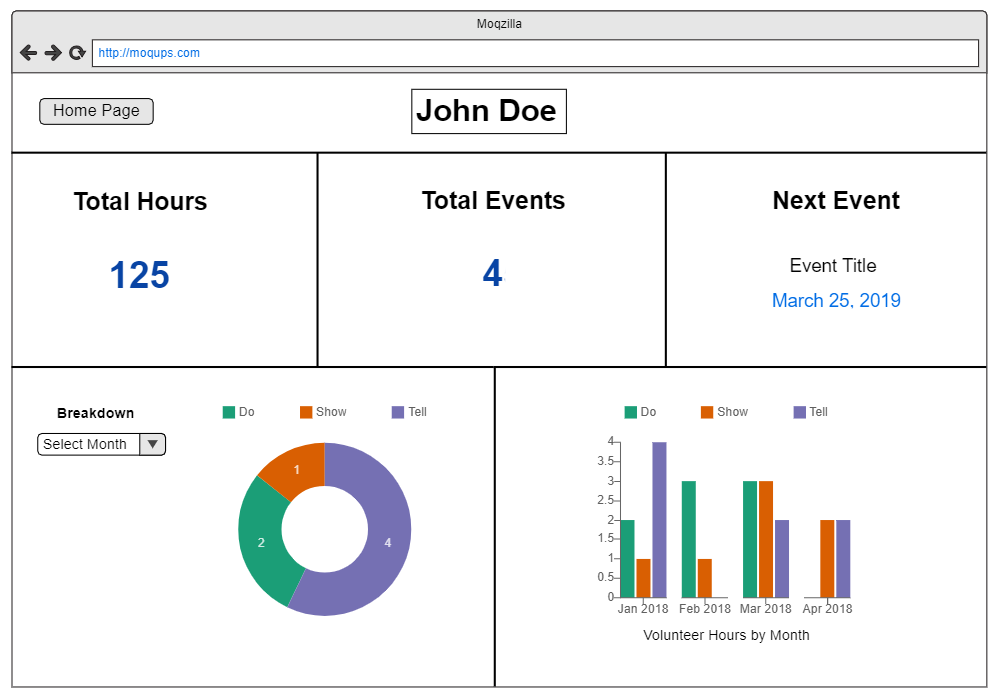 Moqzilla
http://moqups.com
Home Page
John Doe
Total Hours
Total Events
Next Event
125
4
Event Title
March 25, 2019
Breakdown
Select Month
Do
Show
Tell
1
2
4
Do
Show
Tell
4
3.5
3
2.5
2
1.5
1
0.5
0
Jan 2018
Feb 2018
Mar 2018
Apr 2018
Volunteer Hours by Month